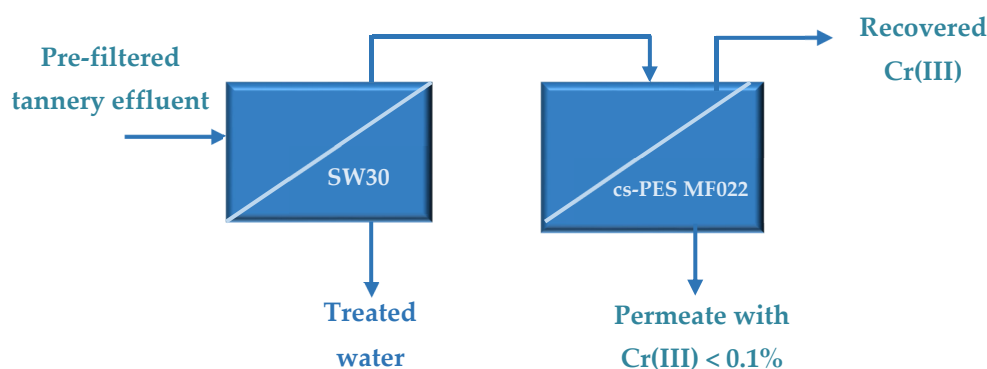 Pre-filtered
tannery effluent
SW30
Treated
water
cs-PES MF022
Recovered
Cr(III)
Permeate with
Cr(III) < 0.1%